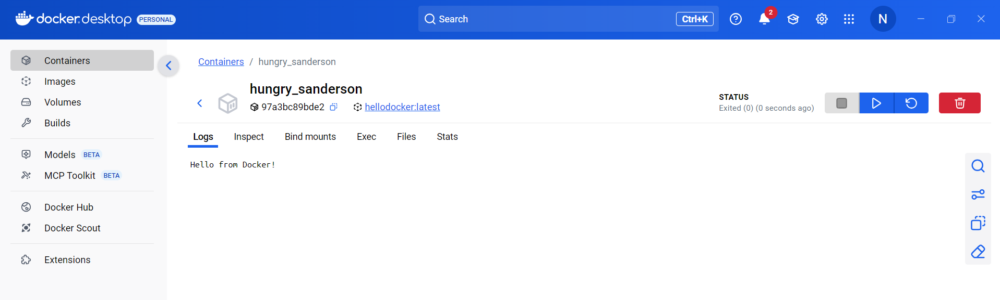 docker.desktop PERSONAL
Search
Ctrl+K
2
N
Containers
Images
Volumes
Builds
Models BETA
MCP Toolkit BETA
Docker Hub
Docker Scout
Extensions
Containers / hungry_sanderson
hungry_sanderson
97a3bc89bde2
hellodocker:latest
STATUS
Exited (0) (0 seconds ago)
Logs
Inspect
Bind mounts
Exec
Files
Stats
Hello from Docker!